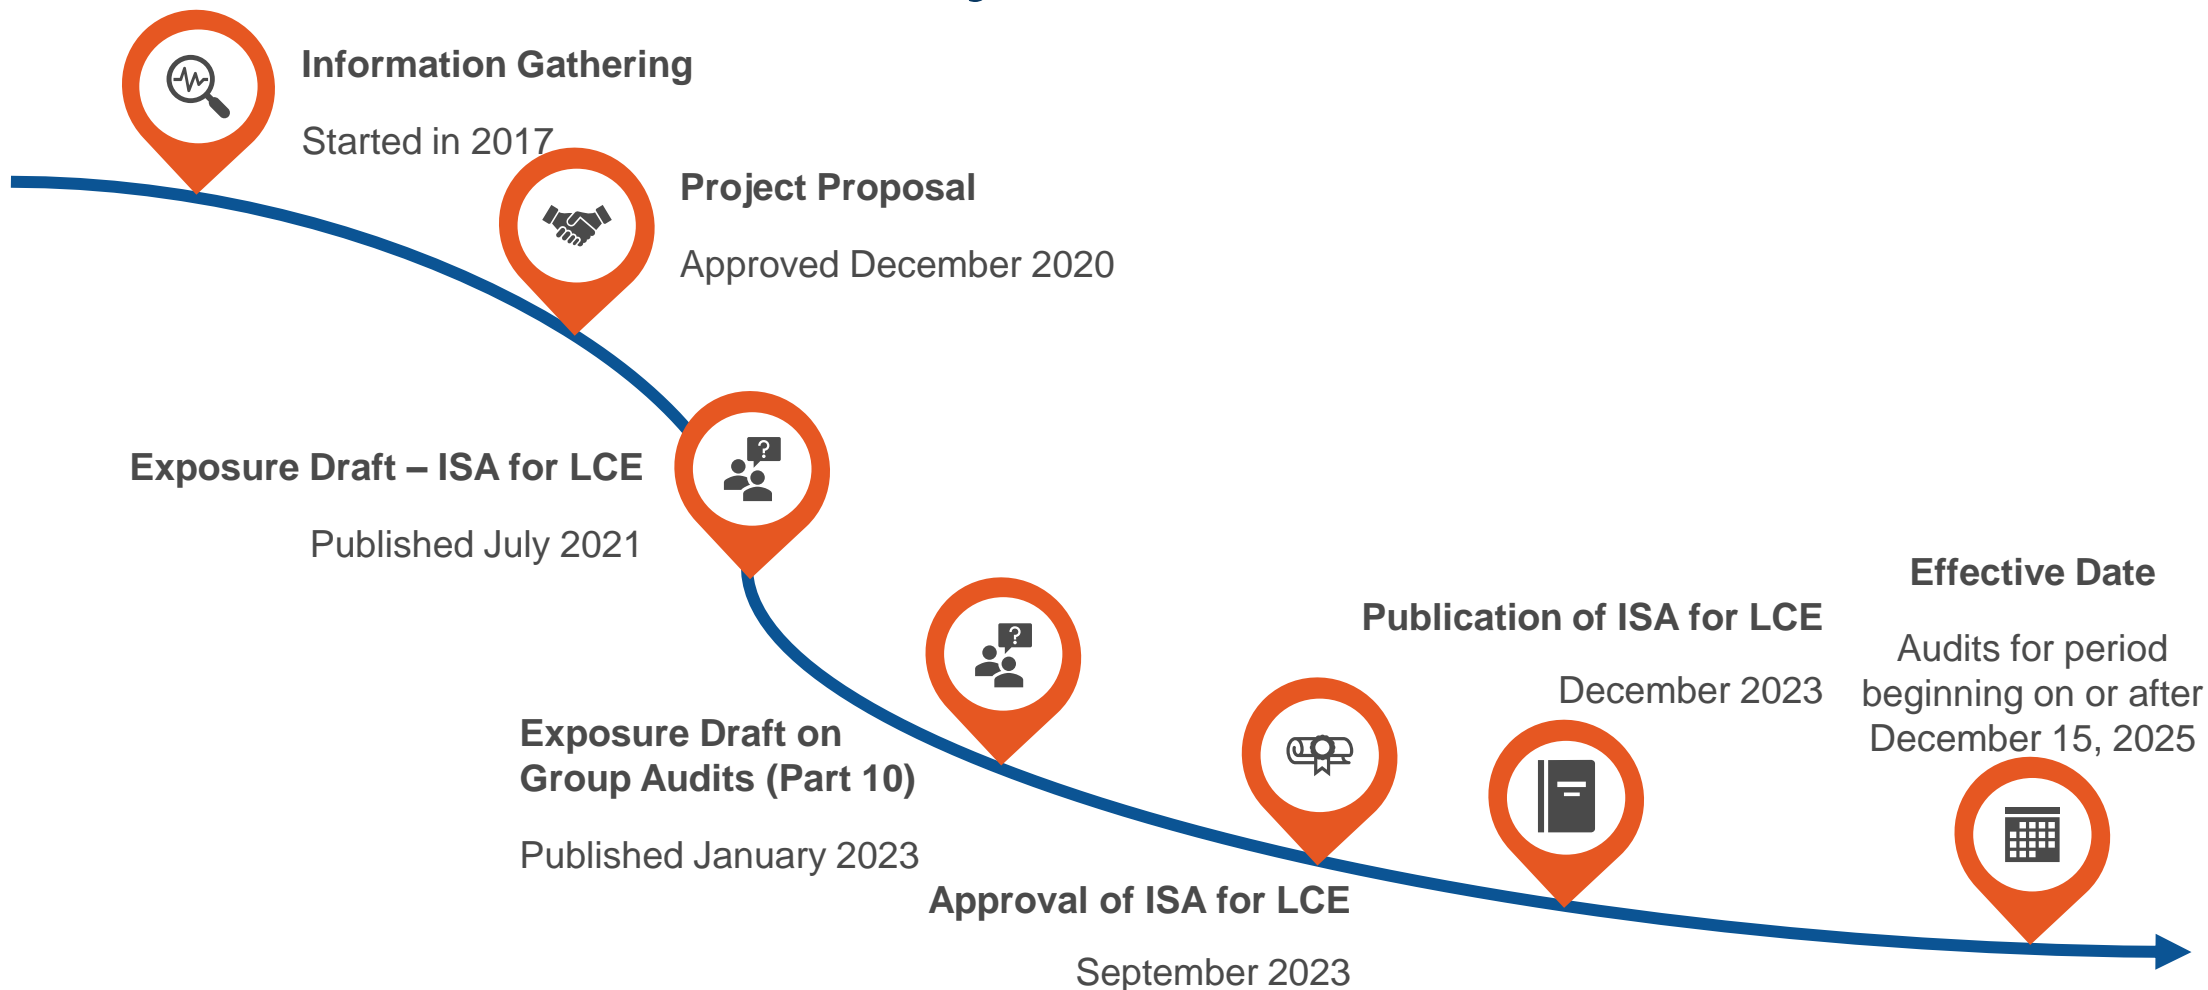 Information Gathering
Started in 2017
Project Proposal
Approved December 2020
Exposure Draft – ISA for LCE
Published July 2021
Exposure Draft on
Group Audits (Part 10)
Published January 2023
Approval of ISA for LCE
September 2023
Publication of ISA for LCE
December 2023
Effective Date
Audits for period
beginning on or after
December 15, 2025
?
?